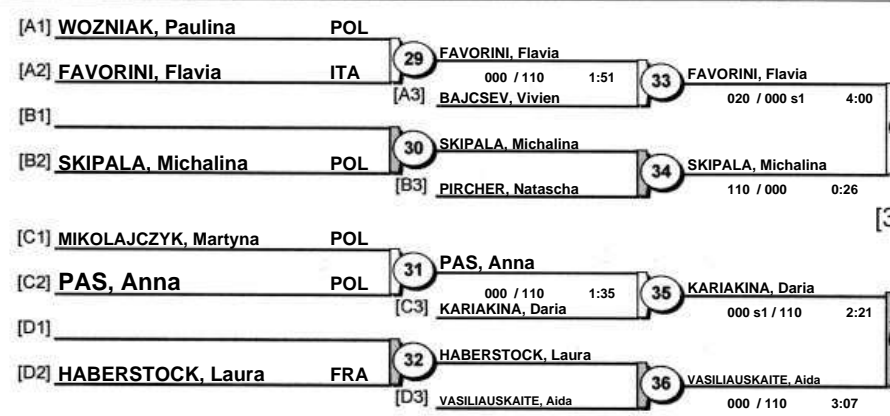 [A1] WOZNIAK, Paulina POL
[A2] FAVORINI, Flavia ITA
29
FAVORINI, Flavia
000 / 110 1:51
[A3] BAJCSEV, Vivien
33
FAVORINI, Flavia
020 / 000 s1 4:00
[B1]
[B2] SKIPALA, Michalina POL
30
SKIPALA, Michalina
[B3] PIRCHER, Natascha
34
SKIPALA, Michalina
110 / 000 0:26
[3
[C1] MIKOLAJCZYK, Martyna POL
[C2] PAS, Anna POL
31
PAS, Anna
000 / 110 1:35
[C3] KARIAKINA, Daria
35
KARIAKINA, Daria
000 s1 / 110 2:21
[D1]
[D2] HABERSTOCK, Laura FRA
32
HABERSTOCK, Laura
[D3] VASILIAUSKAITE, Aida
36
VASILIAUSKAITE, Aida
000 / 110 3:07